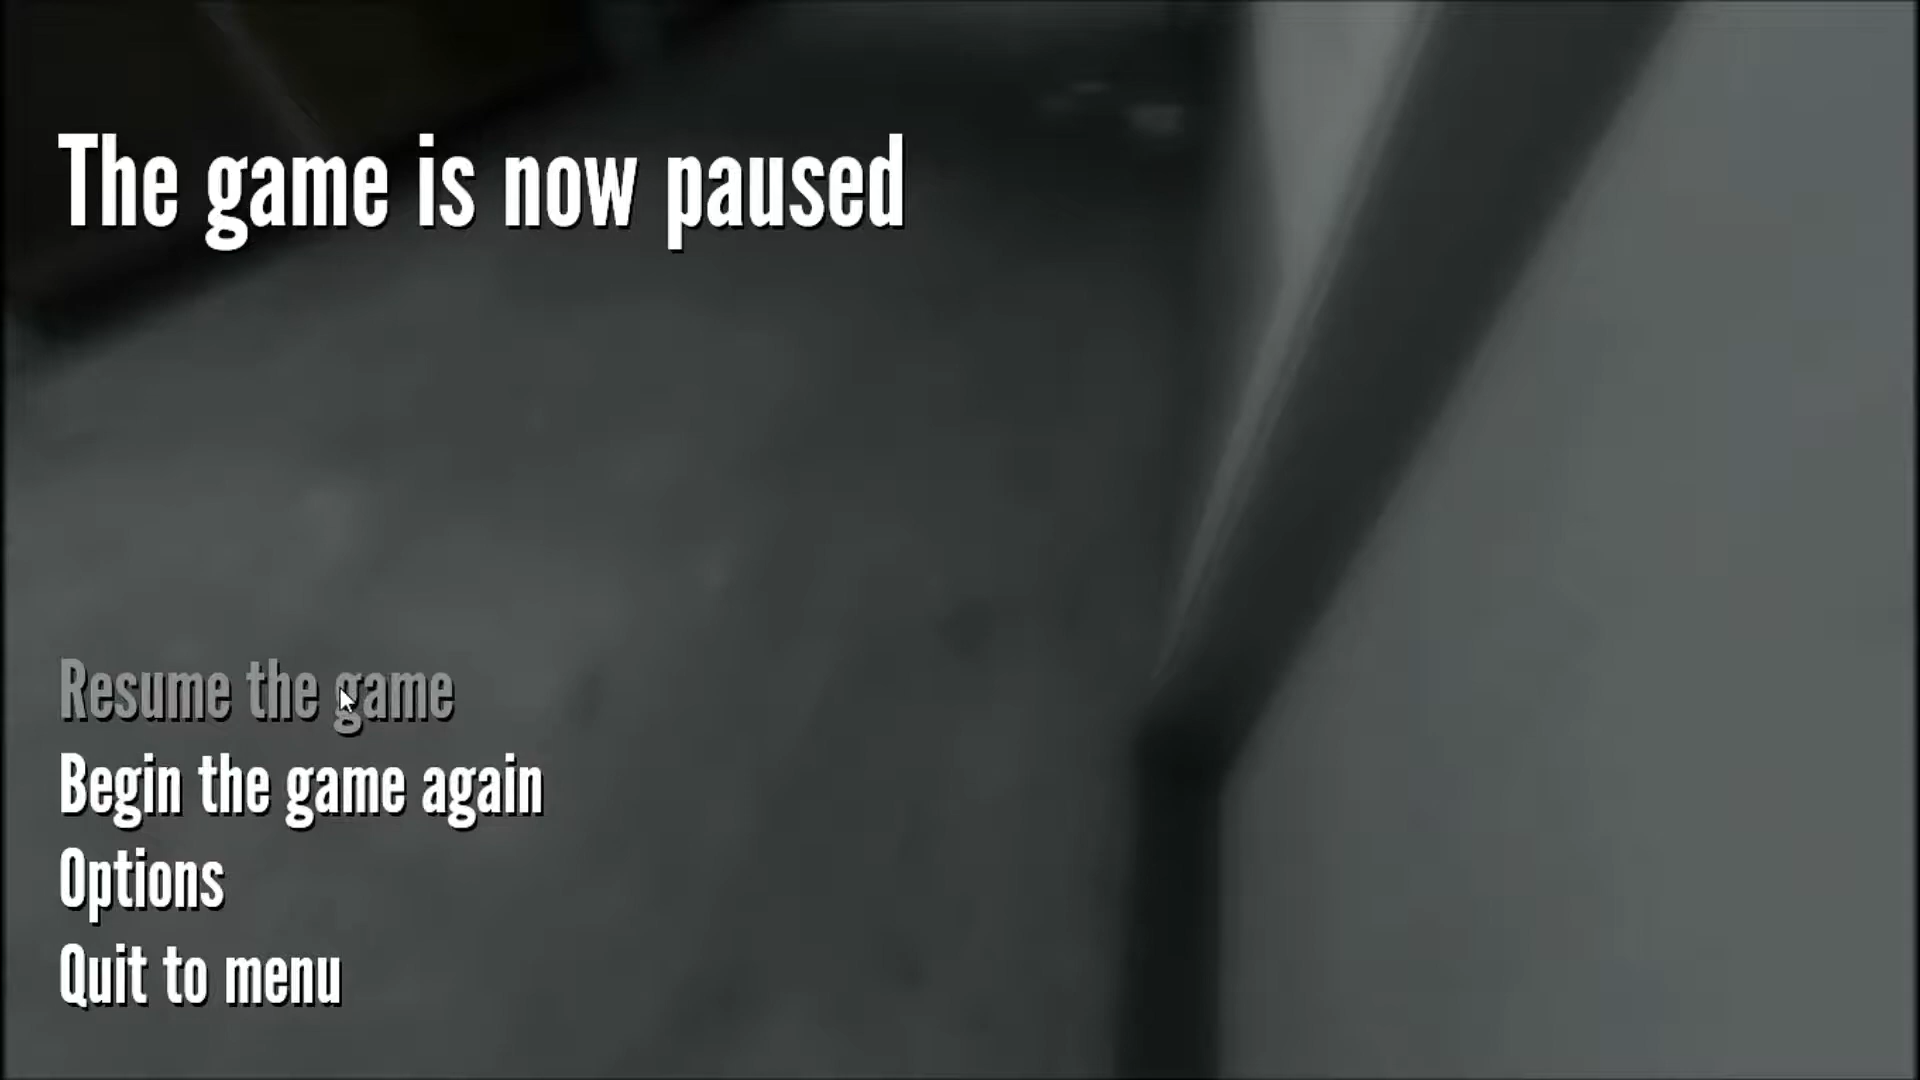 The game is now paused
Resume the game
Begin the game again
Options
Quit to menu